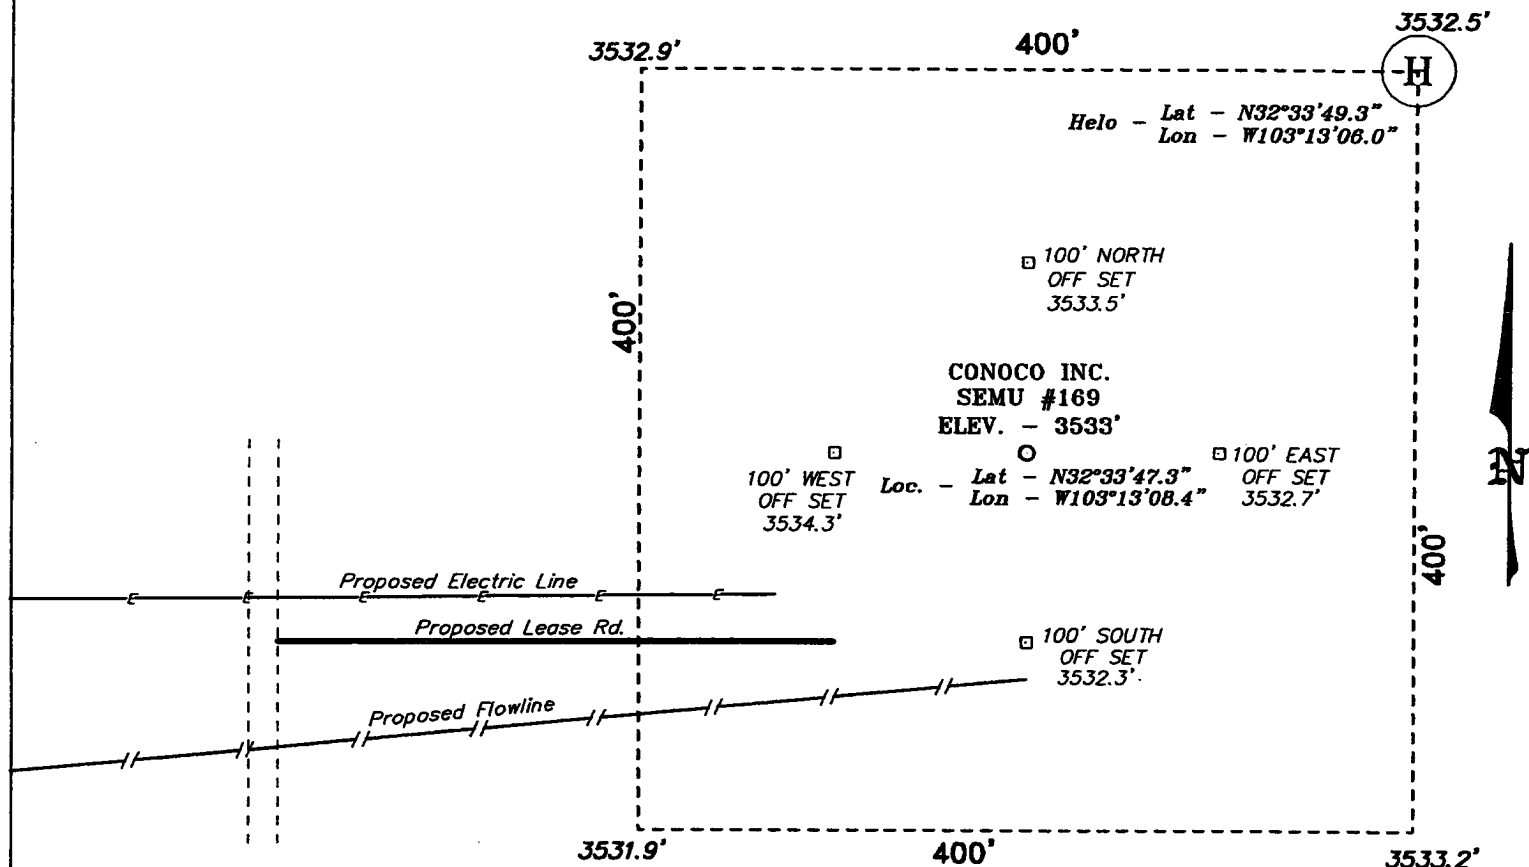 3532.5'
3532.9'
400'
H
Helo - Lat - N32°33'49.3"
Lon - W103°13'06.0"
100' NORTH
OFF SET
3533.5'
400'
CONOCO INC.
SEMU #169
ELEV. - 3533'
100' WEST
OFF SET
3534.3'
Loc. - Lat - N32°33'47.3"
Lon - W103°13'08.4"
100' EAST
OFF SET
3532.7'
N
400'
Proposed Electric Line
E E E E E E
Proposed Lease Rd.
100' SOUTH
OFF SET
3532.3'
Proposed Flowline
3531.9'
400'
3533.2'